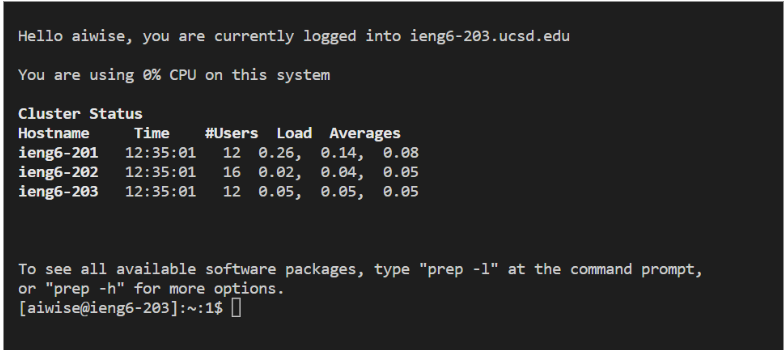 Hello aiwise, you are currently logged into ieng6-203.ucsd.edu
You are using 0% CPU on this system
Cluster Status
Hostname     Time    #Users  Load  Averages
ieng6-201   12:35:01   12  0.26,  0.14,  0.08
ieng6-202   12:35:01   16  0.02,  0.04,  0.05
ieng6-203   12:35:01   12  0.05,  0.05,  0.05
To see all available software packages, type "prep -l" at the command prompt,
or "prep -h" for more options.
[aiwise@ieng6-203]:~:1$